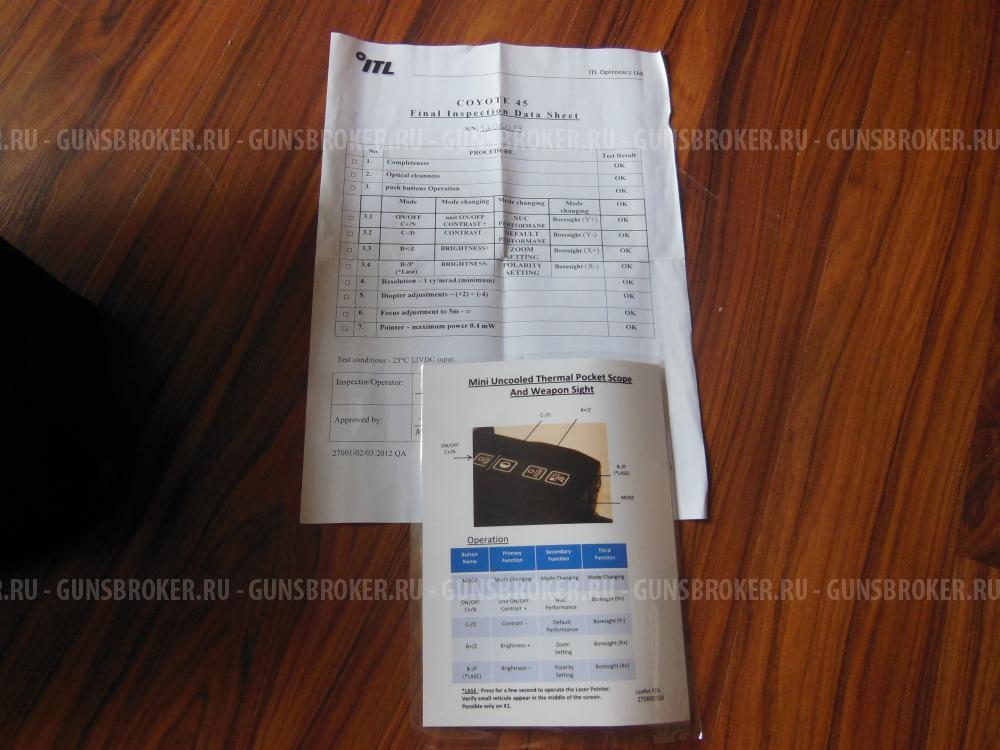 ITL
ITL Optronics Ltd
COYOTE 45
Final Inspection Data Sheet
S/N:
GUNSBROKER.RU - GUNSBROKER.RU - GUNSBROKER.RU - GUNSBROKER.RU - GUNSBROKER.RU
No. PROCEDURE Test Result
1. Completeness OK
2. Optical cleanness OK
3. push buttons Operation OK
Mode Mode changing Mode changing Mode changing OK
3.1 ON/OFF C+/N unit ON/OFF CONTRAST + NUC PERFORMANE Boresight (Y+) OK
3.2 C-/D CONTRAST - DEFAULT PERFORMANE Boresight (Y-) OK
3.3 B+/Z BRIGHTNESS+ ZOOM SETTING Boresight (X+) OK
3.4 B-/P (*Lase) BRIGHTNESS- POLARITY SETTING Boresight (X-) OK
4. Resolution – 1 cy/mrad.(minimum) OK
5. Diopter adjustments – (+2) ÷ (-4) OK
6. Focus adjustment to 5m - ∞ OK
7. Pointer – maximum power 0.4 mW OK
Test conditions - 25°C 12VDC input.
Inspector/Operator:
Approved by:
27001/02/03.2012 QA
Mini Uncooled Thermal Pocket Scope
And Weapon Sight
C-/D
B+/Z
ON/OFF
C+/N
B-/P
(*LASE)
MODE
Operation
Button Name Primary Function Secondary Function Third Function
MODE Mode Changing Mode Changing Mode Changing
GUNSBROKER.RU - GUNSBROKER.RU - GUNSBROKER.RU - GUNSBROKER.RU - GUNSBROKER.RU
ON/OFF C+/N Unit ON/OFF Contrast + NUC Performance Boresight (Y+)
C-/D Contrast - Default Performance Boresight (Y-)
B+/Z Brightness + Zoom Setting Boresight (X+)
B-/P (*LASE) Brightness – Polarity Setting Boresight (X+)
*LASE : Press for a few second to operate the Laser Pointer.
Verify small reticule appear in the middle of the screen.
Possible only on X1.
Leaflet P/N